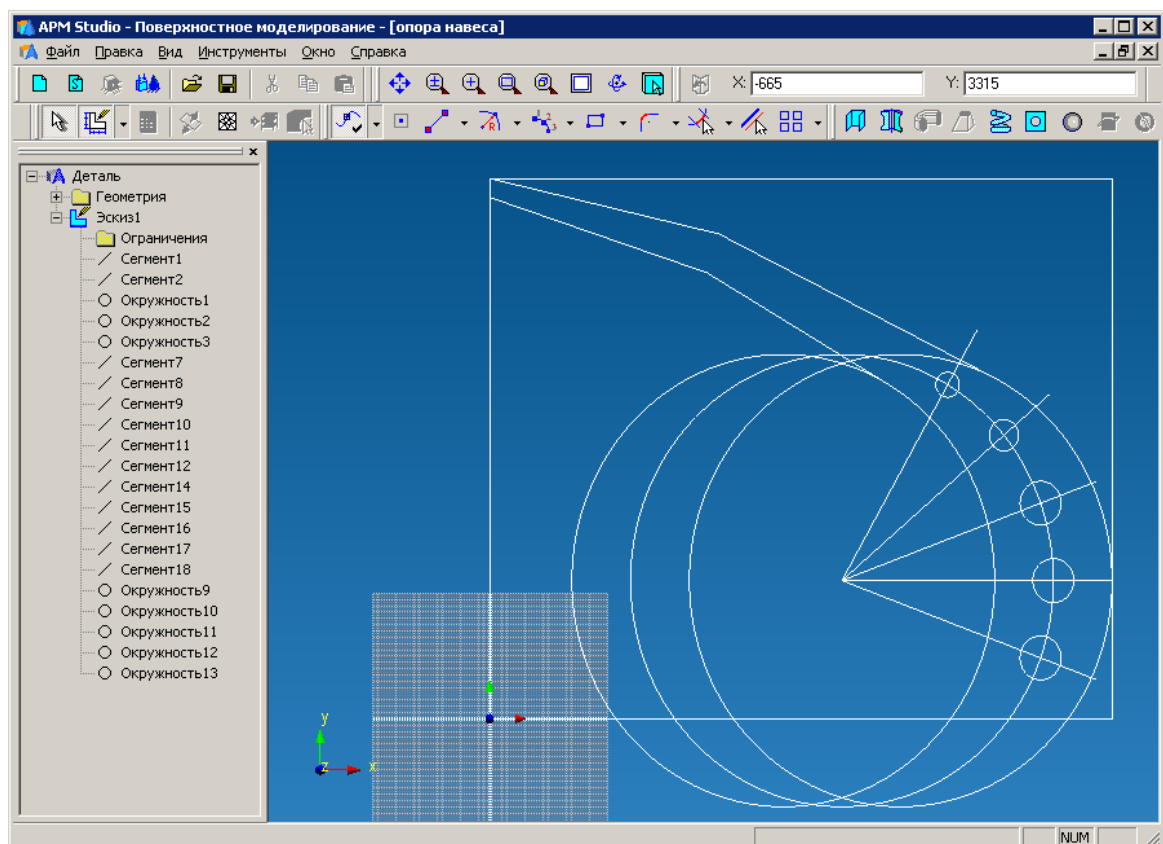 APM Studio - Поверхностное моделирование - [опора навеса]
Файл Правка Вид Инструменты Окно Справка
X: -665 Y: 3315
Деталь
Геометрия
Эскиз1
Ограничения
Сегмент1
Сегмент2
Окружность1
Окружность2
Окружность3
Сегмент7
Сегмент8
Сегмент9
Сегмент10
Сегмент11
Сегмент12
Сегмент14
Сегмент15
Сегмент16
Сегмент17
Сегмент18
Окружность9
Окружность10
Окружность11
Окружность12
Окружность13
y
z x
NUM